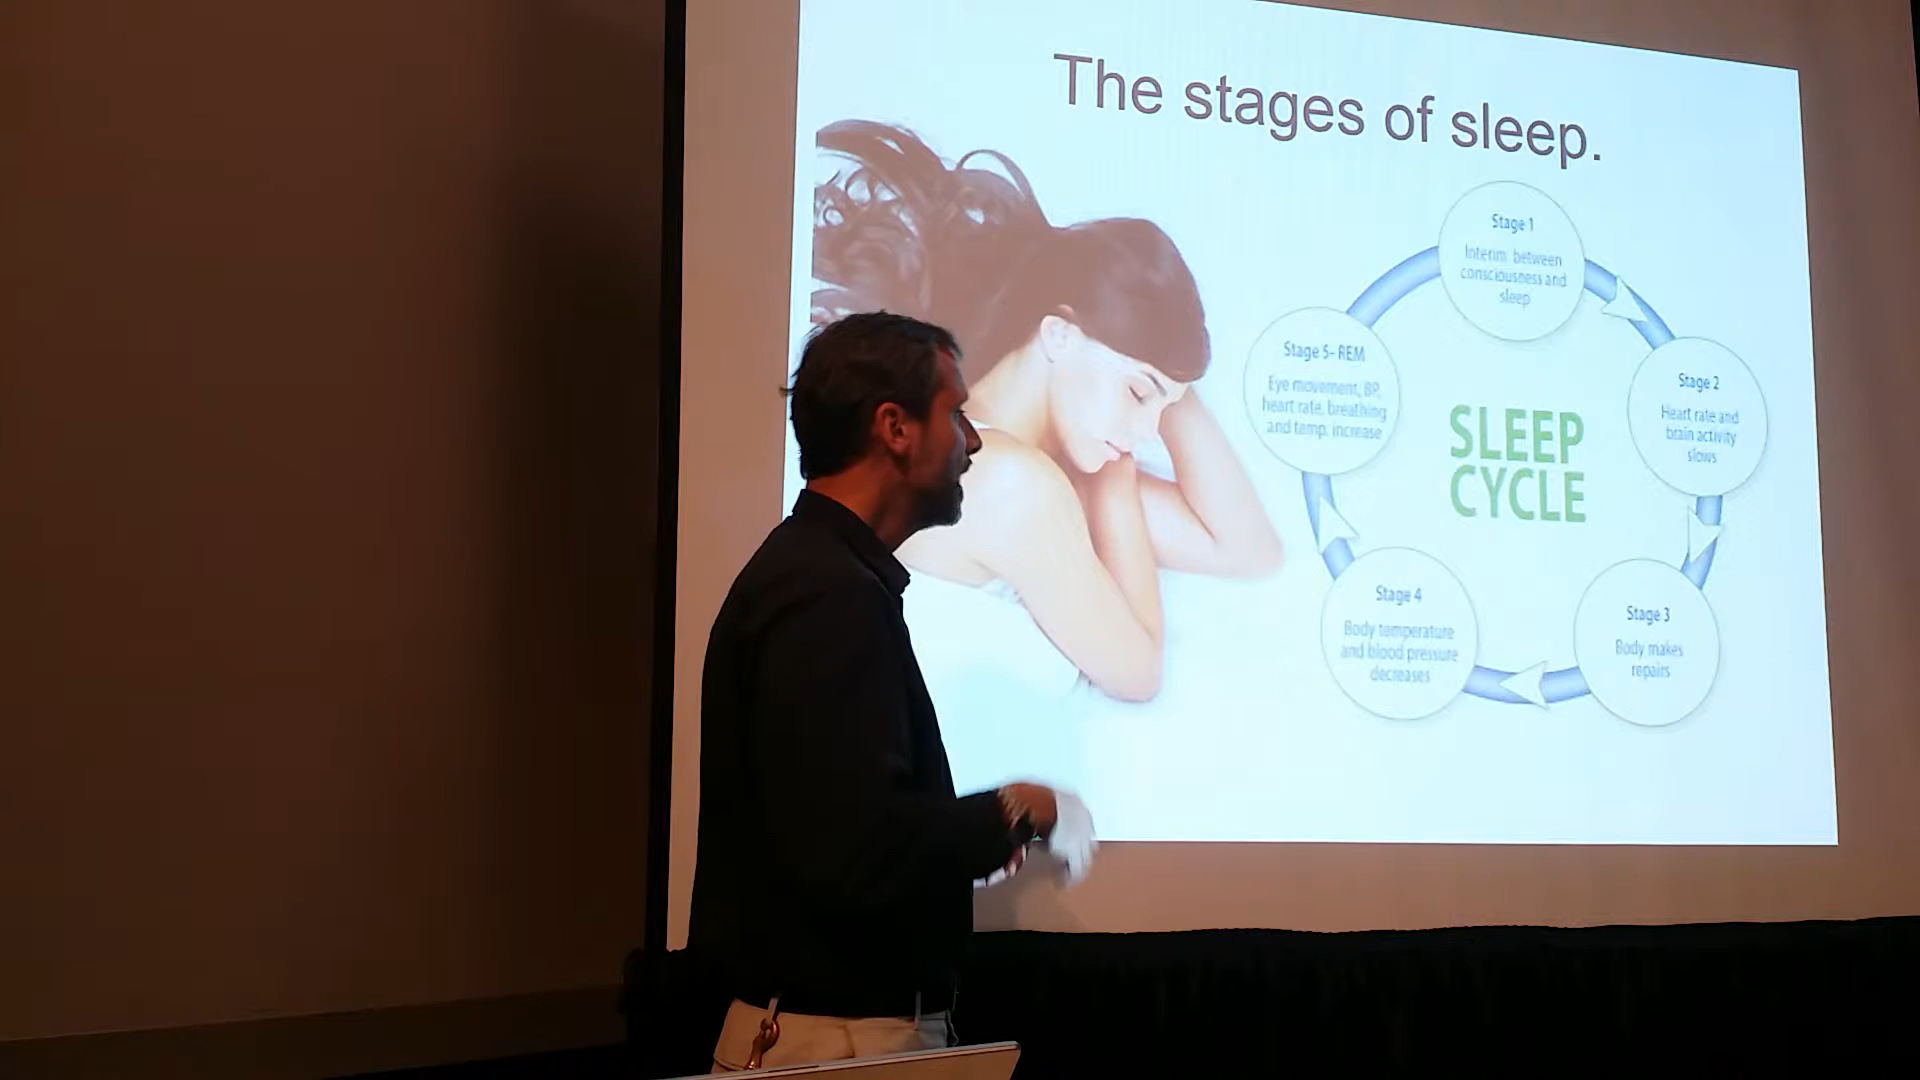 The stages of sleep.
Stage 1
Interim between
consciousness and
sleep
Stage 2
Heart rate and
brain activity
slows
Stage 3
Body makes
repairs
Stage 4
Body temperature
and blood pressure
decreases
Stage 5- REM
Eye movement, BP,
heart rate, breathing
and temp. increase
SLEEP
CYCLE